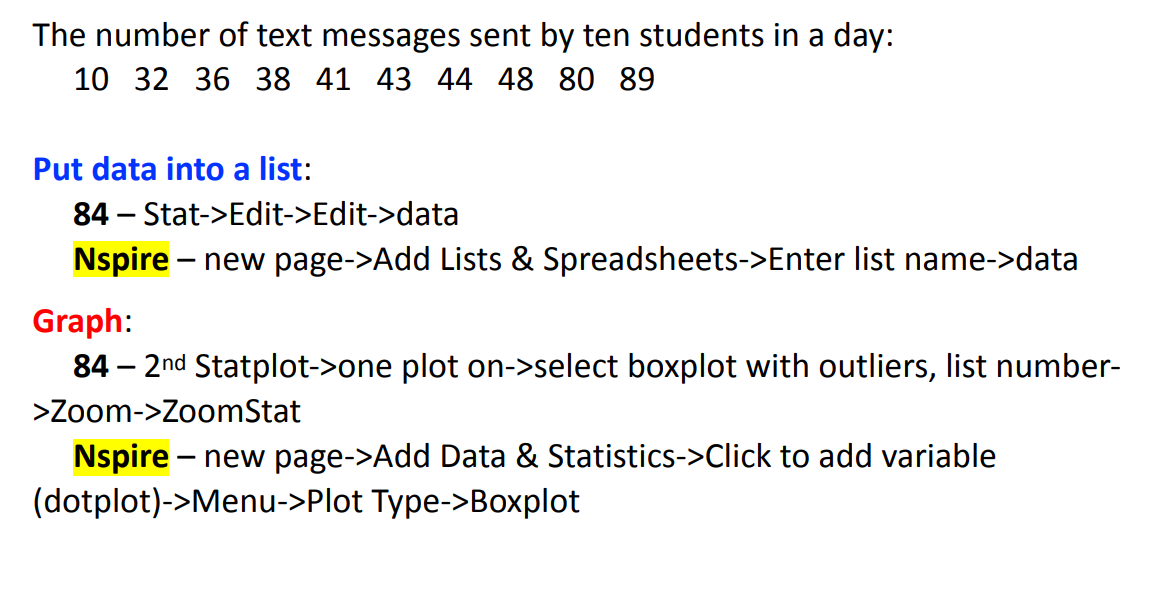 The number of text messages sent by ten students in a day:
10 32 36 38 41 43 44 48 80 89
Put data into a list:
84 – Stat->Edit->Edit->data
Nspire – new page->Add Lists & Spreadsheets->Enter list name->data
Graph:
84 – 2nd Statplot->one plot on->select boxplot with outliers, list number-
>Zoom->ZoomStat
Nspire – new page->Add Data & Statistics->Click to add variable
(dotplot)->Menu->Plot Type->Boxplot